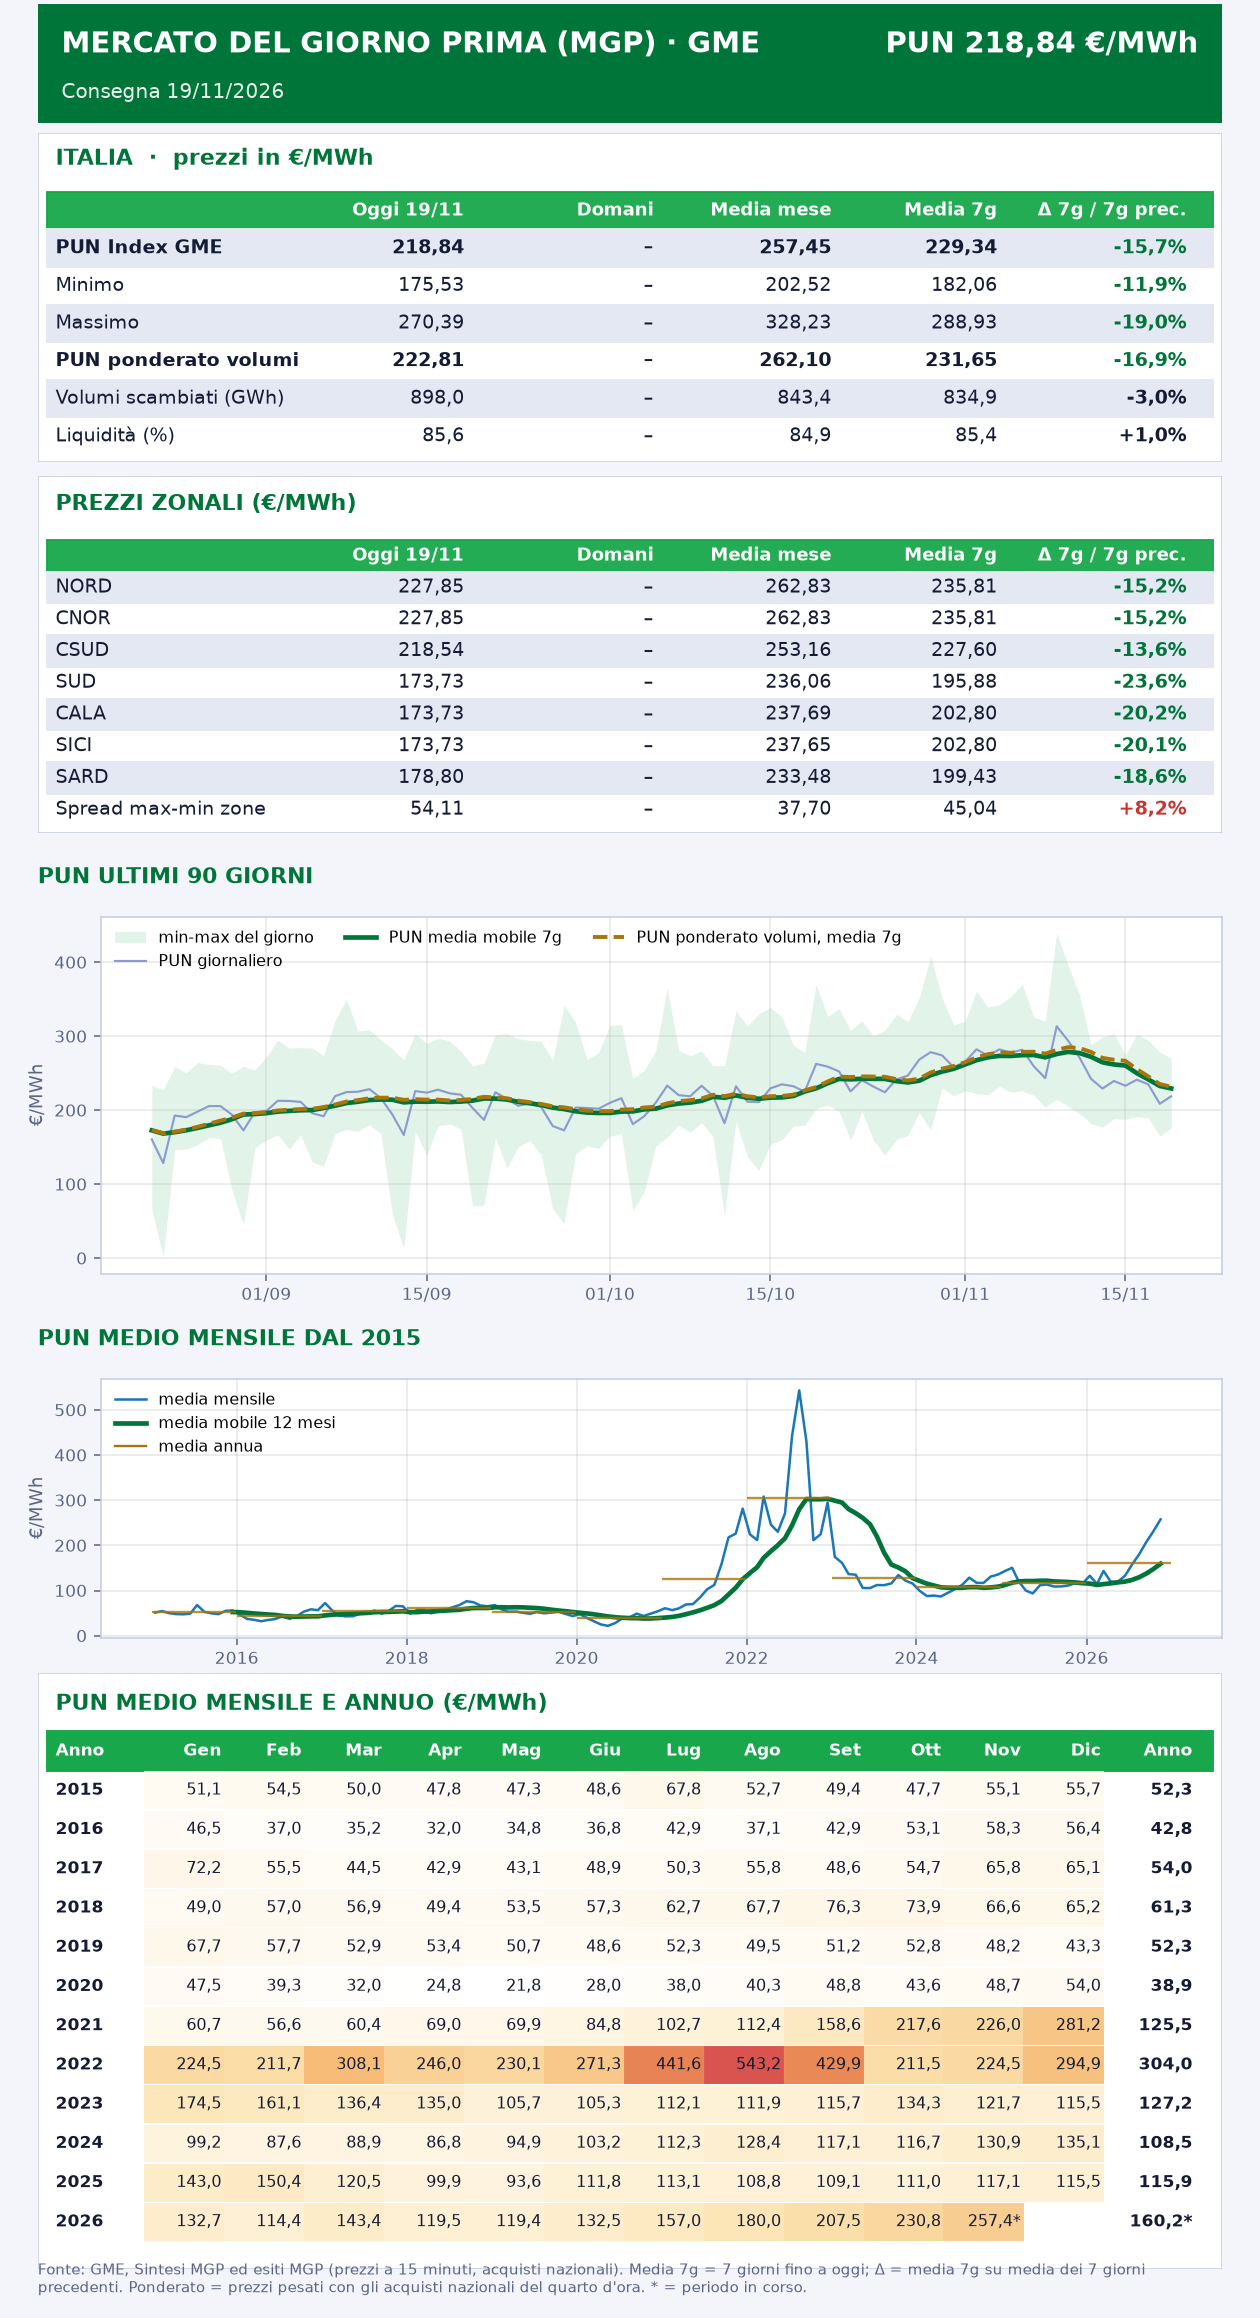 MERCATO DEL GIORNO PRIMA (MGP) · GME PUN 218,84 €/MWh
Consegna 19/11/2026
ITALIA · prezzi in €/MWh
Oggi 19/11 Domani Media mese Media 7g Δ 7g / 7g prec.
PUN Index GME 218,84 – 257,45 229,34 -15,7%
Minimo 175,53 – 202,52 182,06 -11,9%
Massimo 270,39 – 328,23 288,93 -19,0%
PUN ponderato volumi 222,81 – 262,10 231,65 -16,9%
Volumi scambiati (GWh) 898,0 – 843,4 834,9 -3,0%
Liquidità (%) 85,6 – 84,9 85,4 +1,0%
PREZZI ZONALI (€/MWh)
Oggi 19/11 Domani Media mese Media 7g Δ 7g / 7g prec.
NORD 227,85 – 262,83 235,81 -15,2%
CNOR 227,85 – 262,83 235,81 -15,2%
CSUD 218,54 – 253,16 227,60 -13,6%
SUD 173,73 – 236,06 195,88 -23,6%
CALA 173,73 – 237,69 202,80 -20,2%
SICI 173,73 – 237,65 202,80 -20,1%
SARD 178,80 – 233,48 199,43 -18,6%
Spread max-min zone 54,11 – 37,70 45,04 +8,2%
PUN ULTIMI 90 GIORNI
min-max del giorno PUN media mobile 7g PUN ponderato volumi, media 7g
PUN giornaliero
€/MWh
400
300
200
100
0
01/09 15/09 01/10 15/10 01/11 15/11
PUN MEDIO MENSILE DAL 2015
media mensile
media mobile 12 mesi
media annua
€/MWh
500
400
300
200
100
0
2016 2018 2020 2022 2024 2026
PUN MEDIO MENSILE E ANNUO (€/MWh)
Anno Gen Feb Mar Apr Mag Giu Lug Ago Set Ott Nov Dic Anno
2015 51,1 54,5 50,0 47,8 47,3 48,6 67,8 52,7 49,4 47,7 55,1 55,7 52,3
2016 46,5 37,0 35,2 32,0 34,8 36,8 42,9 37,1 42,9 53,1 58,3 56,4 42,8
2017 72,2 55,5 44,5 42,9 43,1 48,9 50,3 55,8 48,6 54,7 65,8 65,1 54,0
2018 49,0 57,0 56,9 49,4 53,5 57,3 62,7 67,7 76,3 73,9 66,6 65,2 61,3
2019 67,7 57,7 52,9 53,4 50,7 48,6 52,3 49,5 51,2 52,8 48,2 43,3 52,3
2020 47,5 39,3 32,0 24,8 21,8 28,0 38,0 40,3 48,8 43,6 48,7 54,0 38,9
2021 60,7 56,6 60,4 69,0 69,9 84,8 102,7 112,4 158,6 217,6 226,0 281,2 125,5
2022 224,5 211,7 308,1 246,0 230,1 271,3 441,6 543,2 429,9 211,5 224,5 294,9 304,0
2023 174,5 161,1 136,4 135,0 105,7 105,3 112,1 111,9 115,7 134,3 121,7 115,5 127,2
2024 99,2 87,6 88,9 86,8 94,9 103,2 112,3 128,4 117,1 116,7 130,9 135,1 108,5
2025 143,0 150,4 120,5 99,9 93,6 111,8 113,1 108,8 109,1 111,0 117,1 115,5 115,9
2026 132,7 114,4 143,4 119,5 119,4 132,5 157,0 180,0 207,5 230,8 257,4* 160,2*
Fonte: GME, Sintesi MGP ed esiti MGP (prezzi a 15 minuti, acquisti nazionali). Media 7g = 7 giorni fino a oggi; Δ = media 7g su media dei 7 giorni
precedenti. Ponderato = prezzi pesati con gli acquisti nazionali del quarto d'ora. * = periodo in corso.